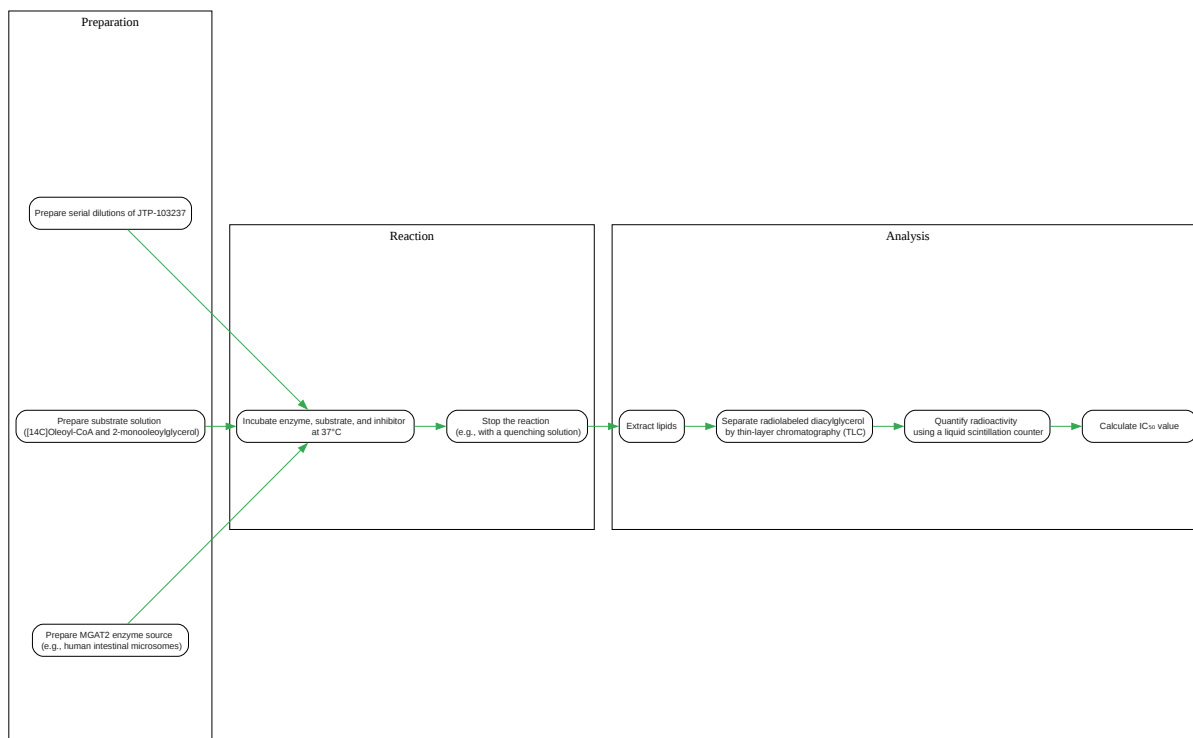 Preparation
Prepare serial dilutions of JTP-103237
Prepare substrate solution
([14C]Oleoyl-CoA and 2-monooleoylglycerol)
Prepare MGAT2 enzyme source
(e.g., human intestinal microsomes)
Reaction
Incubate enzyme, substrate, and inhibitor
at 37°C
Stop the reaction
(e.g., with a quenching solution)
Analysis
Extract lipids
Separate radiolabeled diacylglycerol
by thin-layer chromatography (TLC)
Quantify radioactivity
using a liquid scintillation counter
Calculate IC₅₀ value